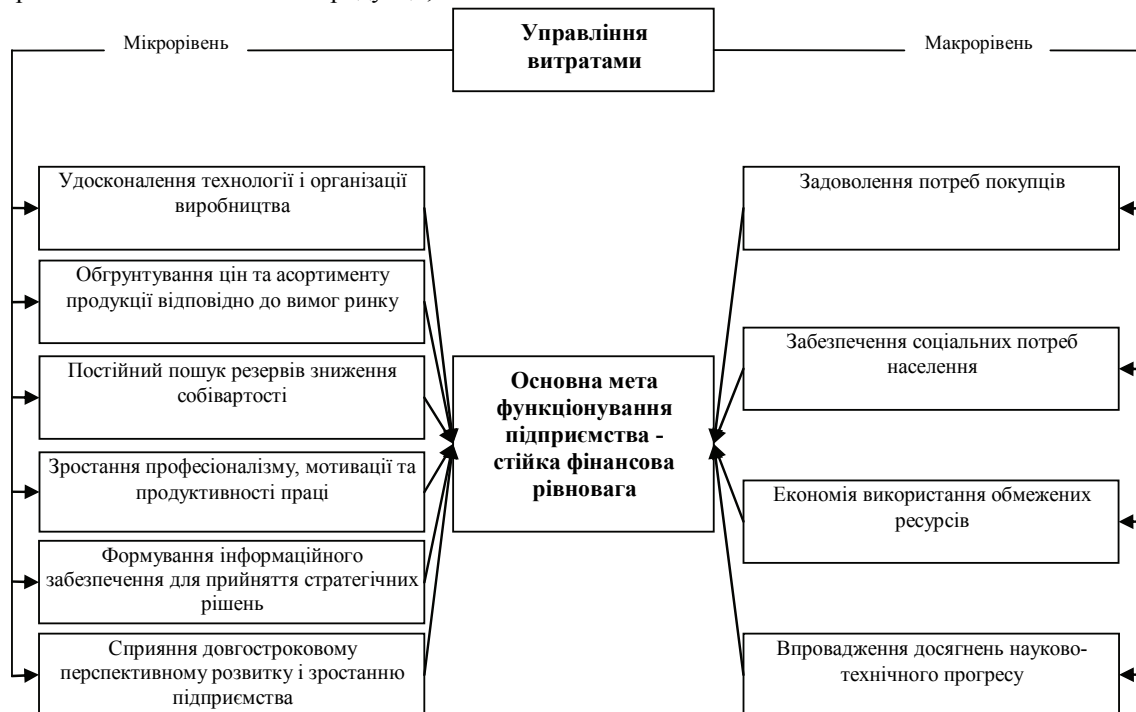 Мікрорівень
Управління
витратами
Макрорівень
Удосконалення технології і організації
виробництва
Обгрунтування цін та асортименту
продукції відповідно до вимог ринку
Постійний пошук резервів зниження
собівартості
Зростання професіоналізму, мотивації та
продуктивності праці
Формування інформаційного
забезпечення для прийняття стратегічних
рішень
Сприяння довгостроковому
перспективному розвитку і зростанню
підприємства
Основна мета
функціонування
підприємства -
стійка фінансова
рівновага
Задоволення потреб покупців
Забезпечення соціальних потреб
населення
Економія використання обмежених
ресурсів
Впровадження досягнень науково-
технічного прогресу